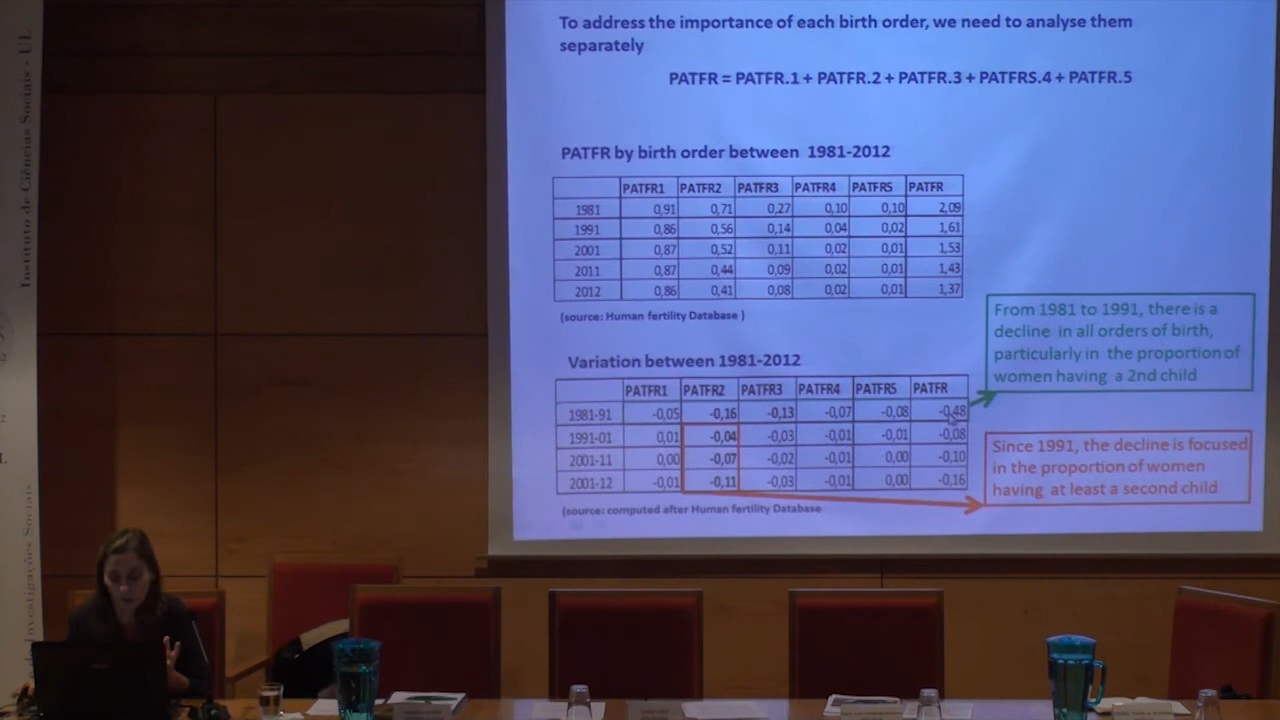 To address the importance of each birth order, we need to analyse them
separately
PATFR = PATFR.1 + PATFR.2 + PATFR.3 + PATFRS.4 + PATFR.5
PATFR by birth order between 1981-2012
PATFR1 PATFR2 PATFR3 PATFR4 PATFR5 PATFR
1981 0,91 0,71 0,27 0,10 0,10 2,09
1991 0,86 0,56 0,14 0,04 0,02 1,61
2001 0,87 0,52 0,11 0,02 0,01 1,53
2011 0,87 0,44 0,09 0,02 0,01 1,43
2012 0,86 0,41 0,08 0,02 0,01 1,37
(source: Human fertility Database )
Variation between 1981-2012
PATFR1 PATFR2 PATFR3 PATFR4 PATFR5 PATFR
1981-91 -0,05 -0,16 -0,13 -0,07 -0,08 -0,48
1991-01 0,01 -0,04 -0,03 -0,01 -0,01 -0,08
2001-11 0,00 -0,07 -0,02 -0,01 0,00 -0,10
2001-12 -0,01 -0,11 -0,03 -0,01 0,00 -0,16
(source: computed after Human fertility Database
From 1981 to 1991, there is a
decline in all orders of birth,
particularly in the proportion of
women having a 2nd child
Since 1991, the decline is focused
in the proportion of women
having at least a second child
Instituto de Ciências Sociais - UL
Investigações Sociais